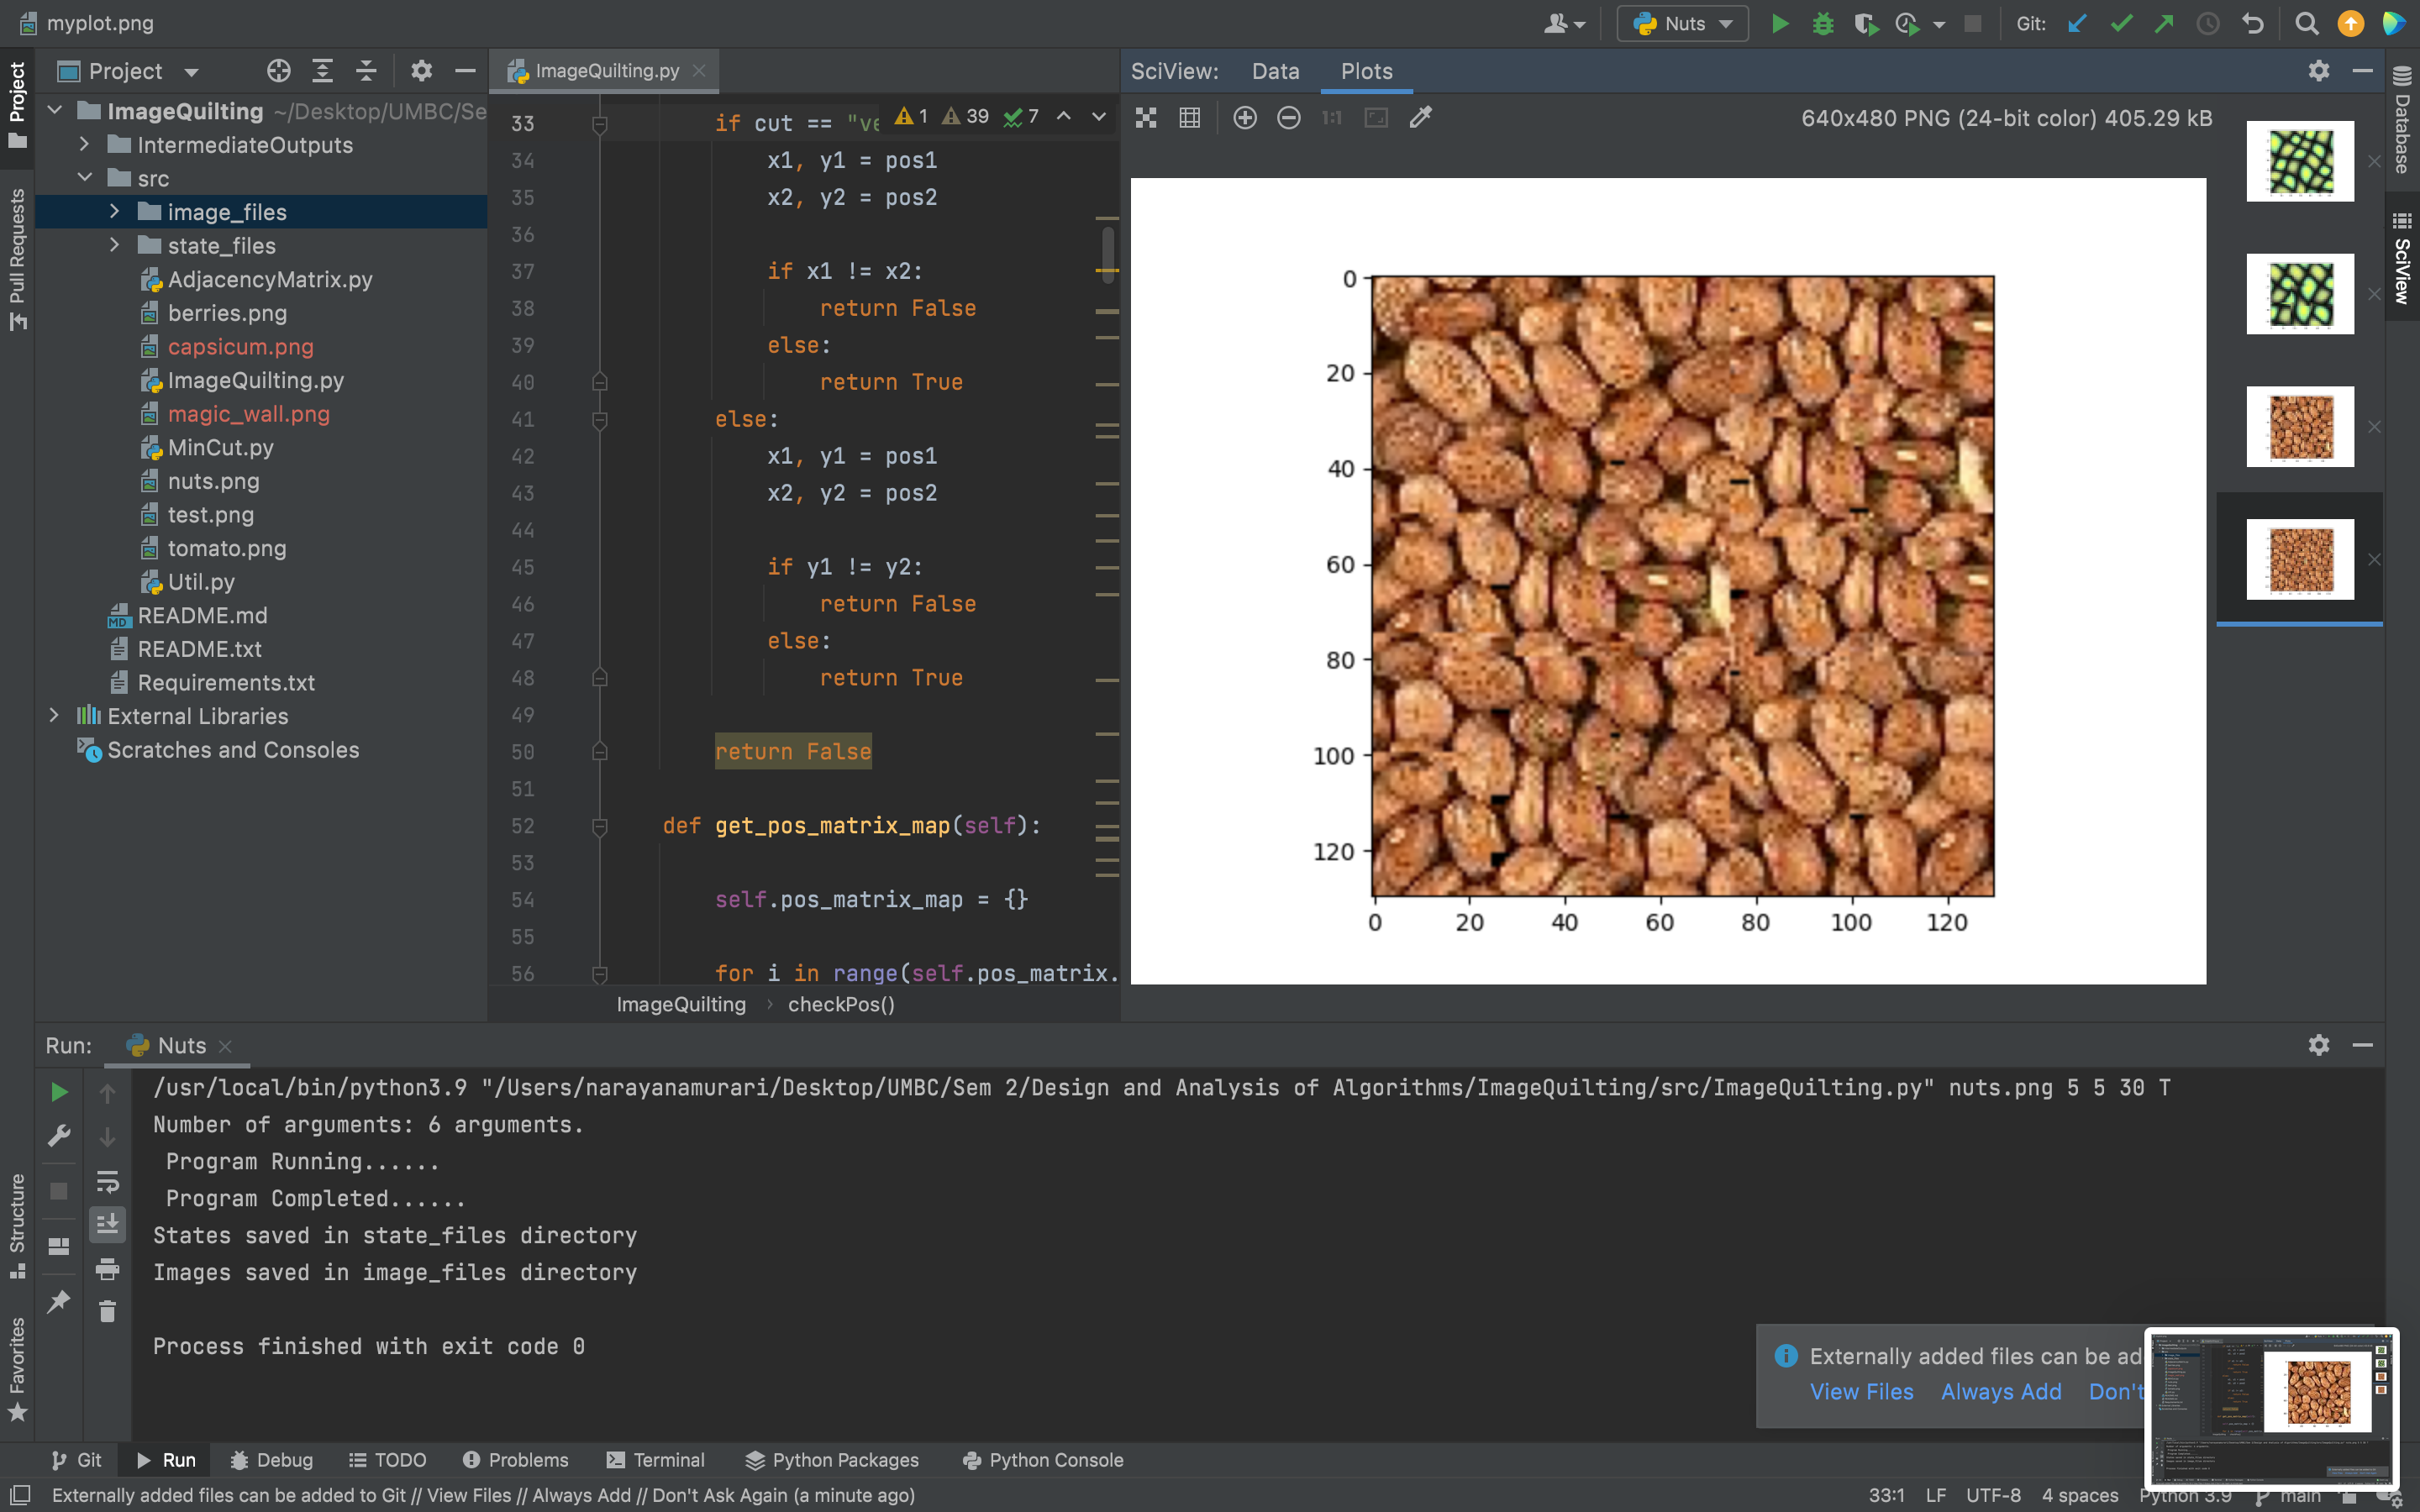 myplot.png
Nuts
Git:
Project
ImageQuilting.py
SciView: Data Plots
ImageQuilting ~/Desktop/UMBC/Se
IntermediateOutputs
src
image_files
state_files
AdjacencyMatrix.py
berries.png
capsicum.png
ImageQuilting.py
magic_wall.png
MinCut.py
nuts.png
test.png
tomato.png
Util.py
README.md
README.txt
Requirements.txt
External Libraries
Scratches and Consoles
Project
Pull Requests
Structure
Favorites
1 39 7
33 if cut == "ve
34 x1, y1 = pos1
35 x2, y2 = pos2
36
37 if x1 != x2:
38 return False
39 else:
40 return True
41 else:
42 x1, y1 = pos1
43 x2, y2 = pos2
44
45 if y1 != y2:
46 return False
47 else:
48 return True
49
50 return False
51
52 def get_pos_matrix_map(self):
53
54 self.pos_matrix_map = {}
55
56 for i in range(self.pos_matrix.
ImageQuilting › checkPos()
1:1
640x480 PNG (24-bit color) 405.29 kB
0
20
40
60
80
100
120
0 20 40 60 80 100 120
Database
SciView
Run: Nuts
/usr/local/bin/python3.9 "/Users/narayanamurari/Desktop/UMBC/Sem 2/Design and Analysis of Algorithms/ImageQuilting/src/ImageQuilting.py" nuts.png 5 5 30 T
Number of arguments: 6 arguments.
Program Running......
Program Completed......
States saved in state_files directory
Images saved in image_files directory
Process finished with exit code 0
Externally added files can be ad
View Files Always Add Don't
Git Run Debug TODO Problems Terminal Python Packages Python Console
Externally added files can be added to Git // View Files // Always Add // Don't Ask Again (a minute ago)
33:1 LF UTF-8 4 spaces Python 3.9 main